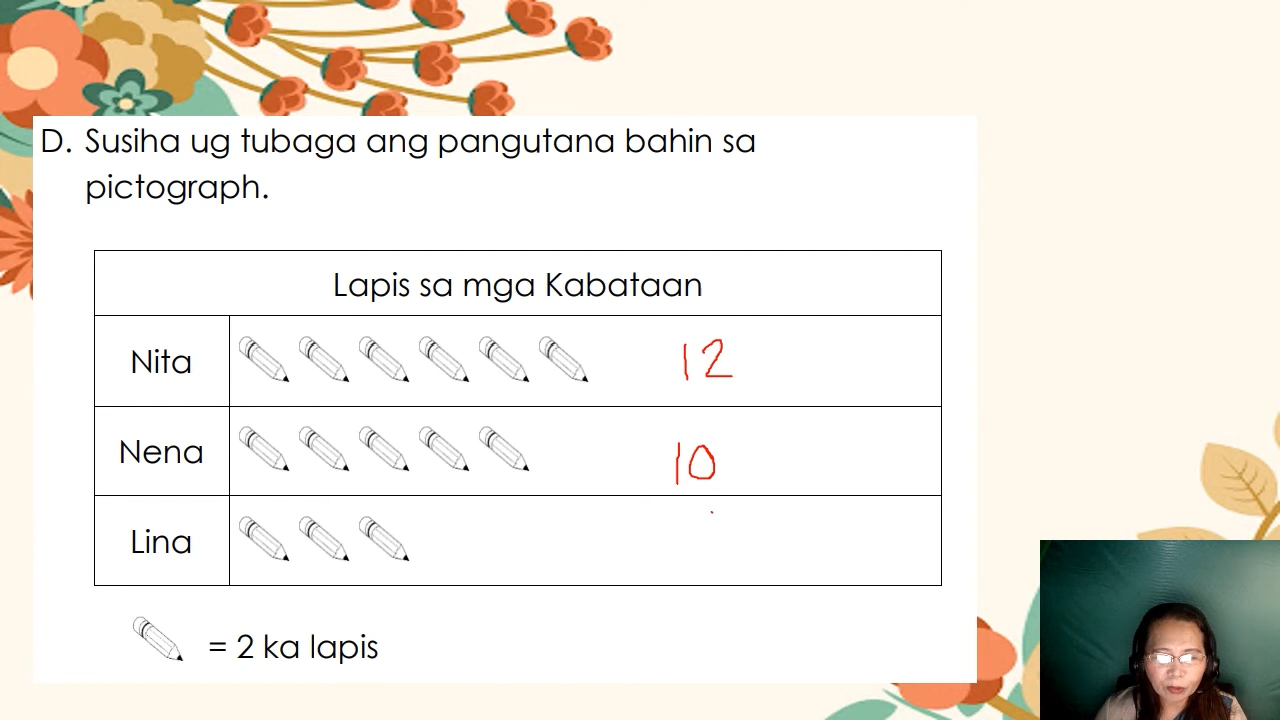 D. Susiha ug tubaga ang pangutana bahin sa
pictograph.
Lapis sa mga Kabataan
Nita 12
Nena 10
Lina
= 2 ka lapis